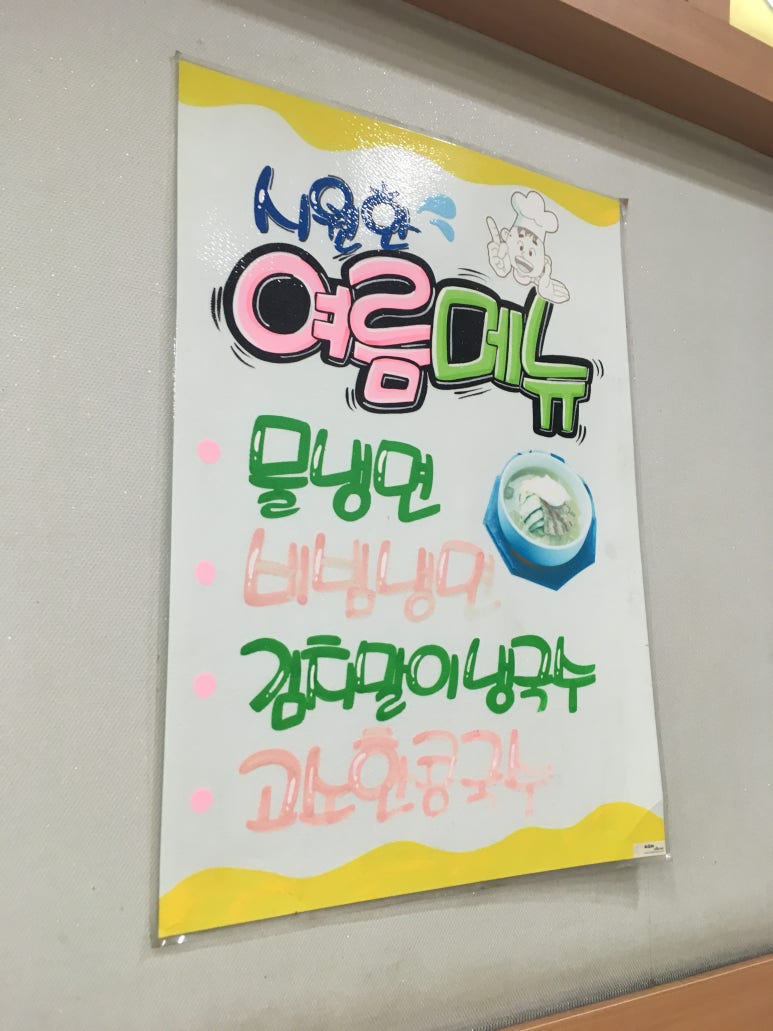 시원한
여름메뉴
물냉면
비빔냉면
김치말이냉국수
고소한콩국수